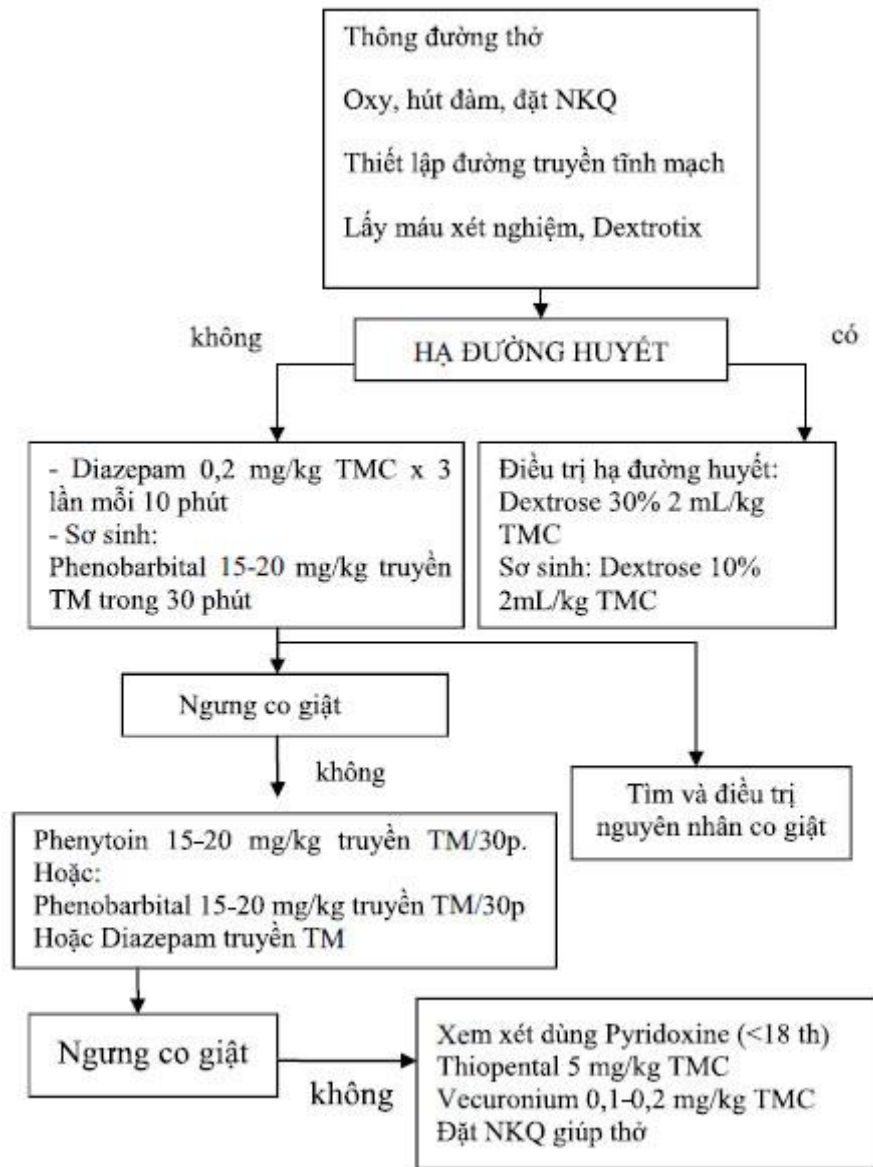 Thông đường thở
Oxy, hút đàm, đặt NKQ
Thiết lập đường truyền tĩnh mạch
Lấy máu xét nghiệm, Dextrotix
không
HẠ ĐƯỜNG HUYẾT
có
- Diazepam 0,2 mg/kg TMC x 3
lần mỗi 10 phút
- Sơ sinh:
Phenobarbital 15-20 mg/kg truyền
TM trong 30 phút
Điều trị hạ đường huyết:
Dextrose 30% 2 mL/kg
TMC
Sơ sinh: Dextrose 10%
2mL/kg TMC
Ngưng co giật
không
Tìm và điều trị
nguyên nhân co giật
Phenytoin 15-20 mg/kg truyền TM/30p.
Hoặc:
Phenobarbital 15-20 mg/kg truyền TM/30p
Hoặc Diazepam truyền TM
Ngưng co giật
không
Xem xét dùng Pyridoxine (<18 th)
Thiopental 5 mg/kg TMC
Vecuronium 0,1-0,2 mg/kg TMC
Đặt NKQ giúp thở